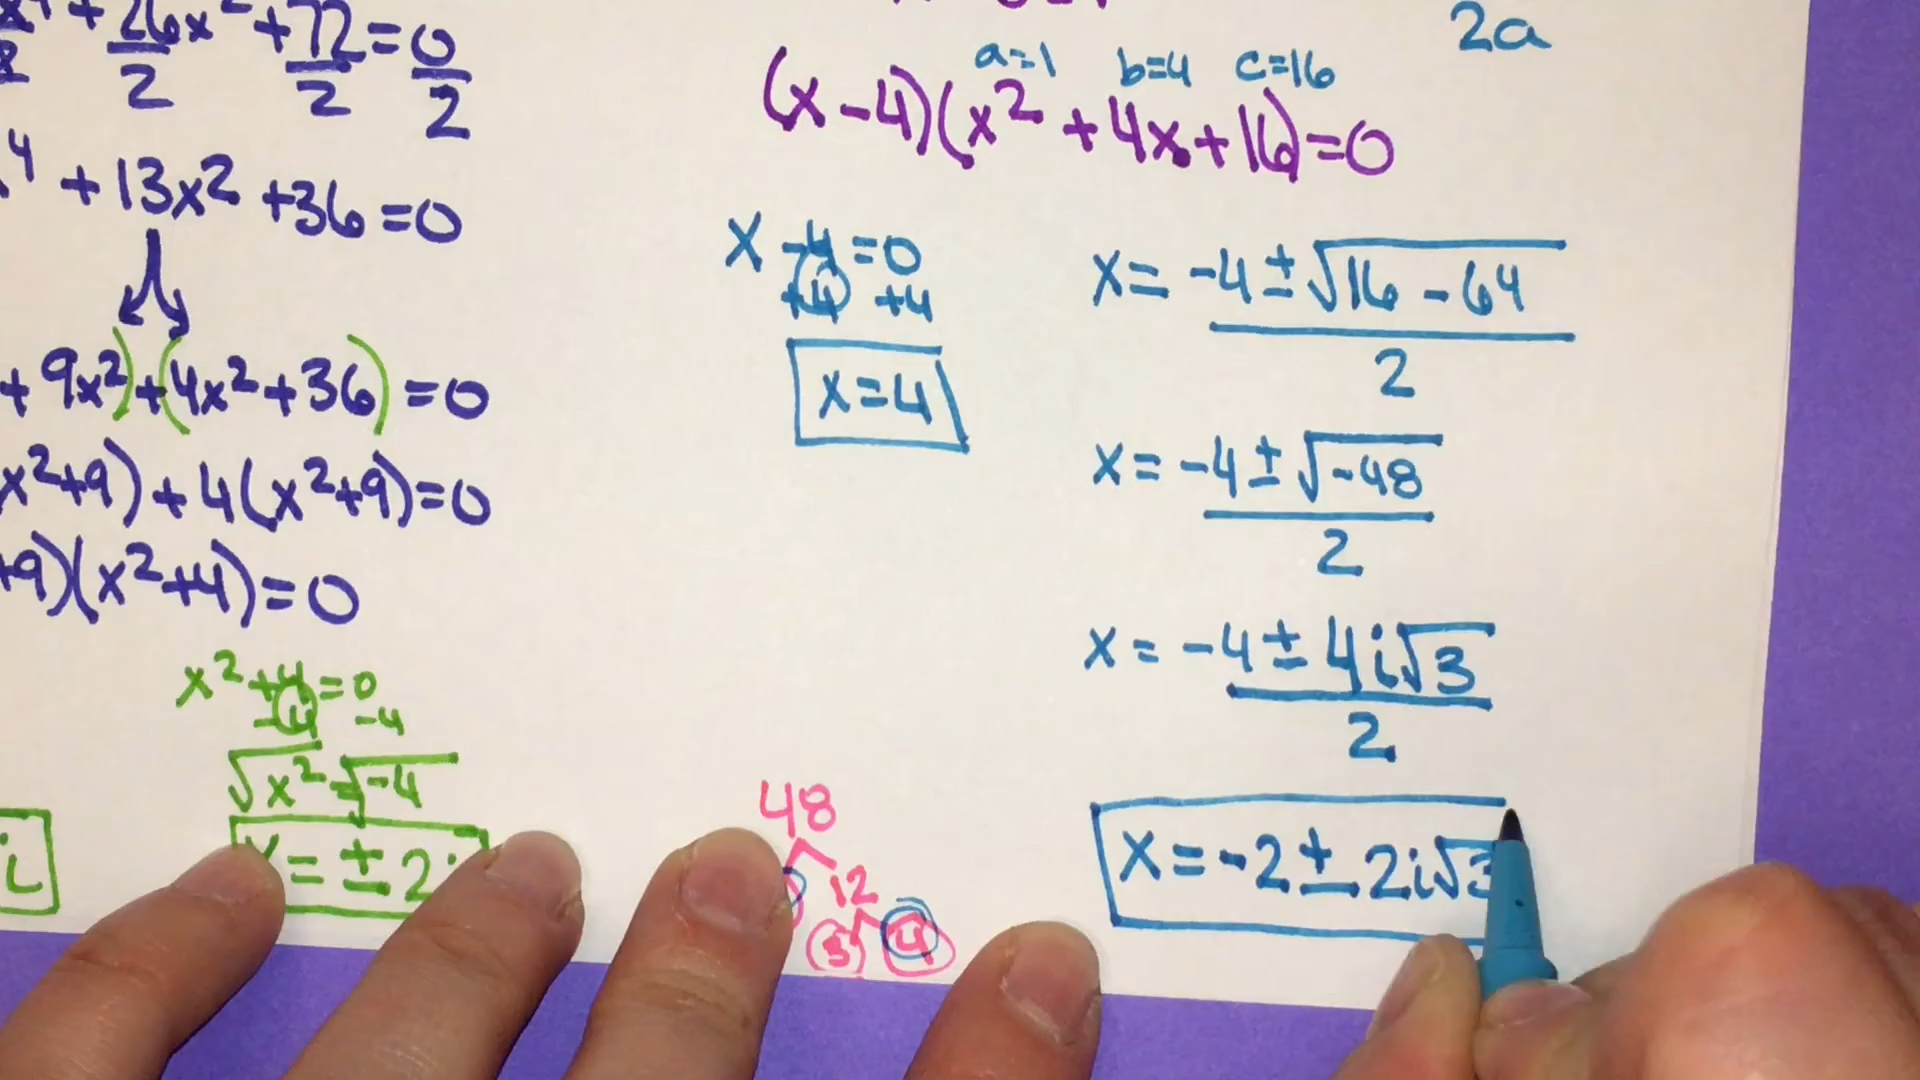 + 26x² + 72 = 0
2 2 2
⁴ + 13x² + 36 = 0
+ 9x²) + (4x² + 36) = 0
x² + 9) + 4(x² + 9) = 0
+9)(x² + 4) = 0
x² + 4 = 0
-4 -4
√x² = √-4
x = ± 2i
i
2a
a=1 b=4 c=16
(x - 4)(x² + 4x + 16) = 0
x - 4 = 0
+4 +4
x = 4
x = -4 ± √16 - 64
2
x = -4 ± √-48
2
x = -4 ± 4i√3
2
x = -2 ± 2i√3
48
12
3 4